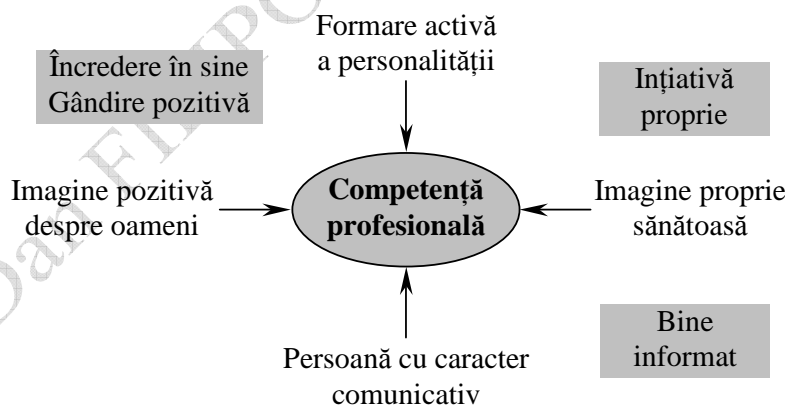 Formare activă
a personalității
Încredere în sine
Gândire pozitivă
Inițiativă
proprie
Imagine pozitivă
despre oameni
Competență
profesională
Imagine proprie
sănătoasă
Persoană cu caracter
comunicativ
Bine
informat
Dan